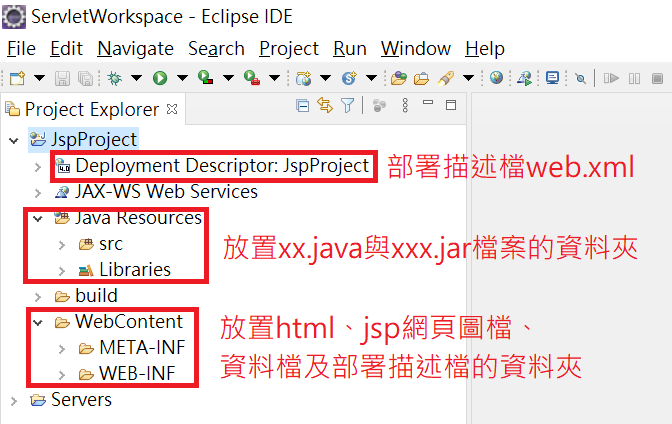 ServletWorkspace - Eclipse IDE
File Edit Navigate Search Project Run Window Help
Project Explorer
JspProject
Deployment Descriptor: JspProject 部署描述檔web.xml
JAX-WS Web Services
Java Resources
src
放置xx.java與xxx.jar檔案的資料夾
Libraries
build
WebContent 放置html、jsp網頁圖檔、
META-INF
資料檔及部署描述檔的資料夾
WEB-INF
Servers